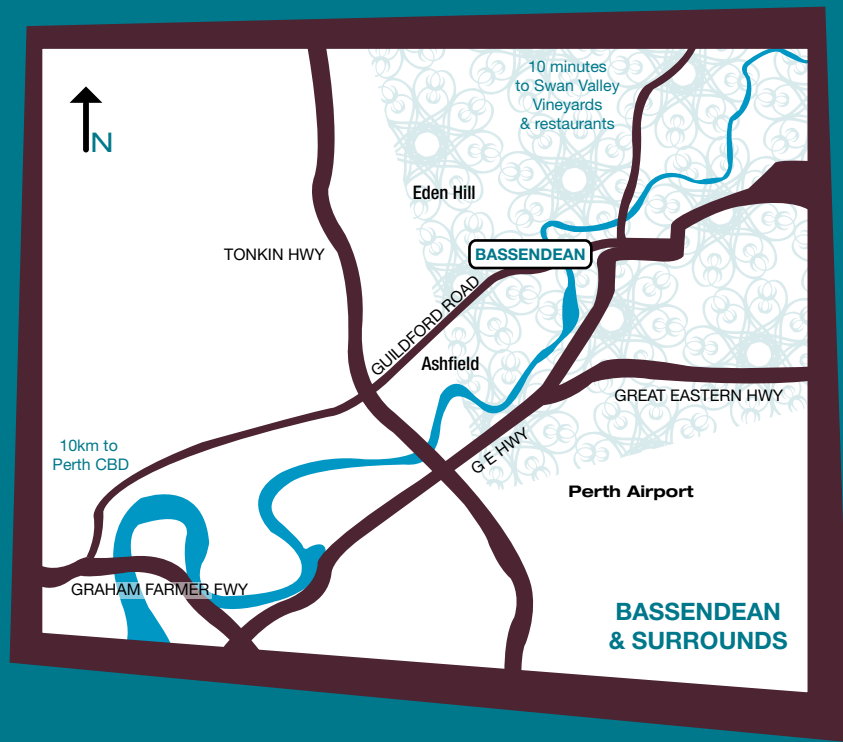 10 minutes
to Swan Valley
Vineyards
& restaurants
N
Eden Hill
TONKIN HWY
BASSENDEAN
GUILDFORD ROAD
Ashfield
GREAT EASTERN HWY
10km to
Perth CBD
G E HWY
Perth Airport
GRAHAM FARMER FWY
BASSENDEAN
& SURROUNDS